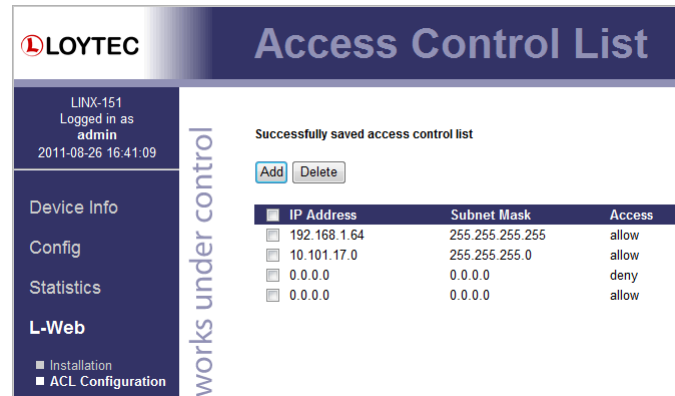 LOYTEC
Access Control List
LINX-151
Logged in as
admin
2011-08-26 16:41:09
Device Info
Config
Statistics
L-Web
Installation
ACL Configuration
works under control
Successfully saved access control list
Add Delete
IP Address Subnet Mask Access
192.168.1.64 255.255.255.255 allow
10.101.17.0 255.255.255.0 allow
0.0.0.0 0.0.0.0 deny
0.0.0.0 0.0.0.0 allow